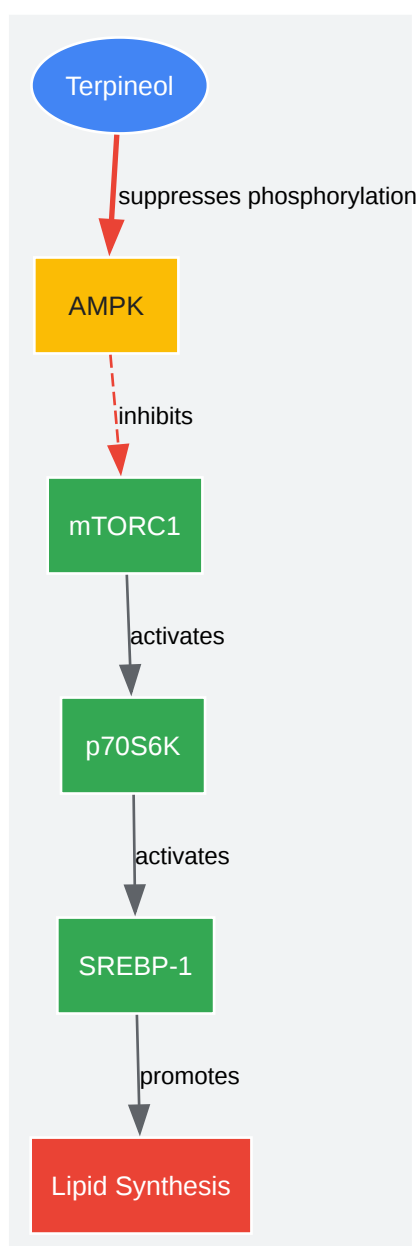 Terpineol
suppresses phosphorylation
AMPK
inhibits
mTORC1
activates
p70S6K
activates
SREBP-1
promotes
Lipid Synthesis